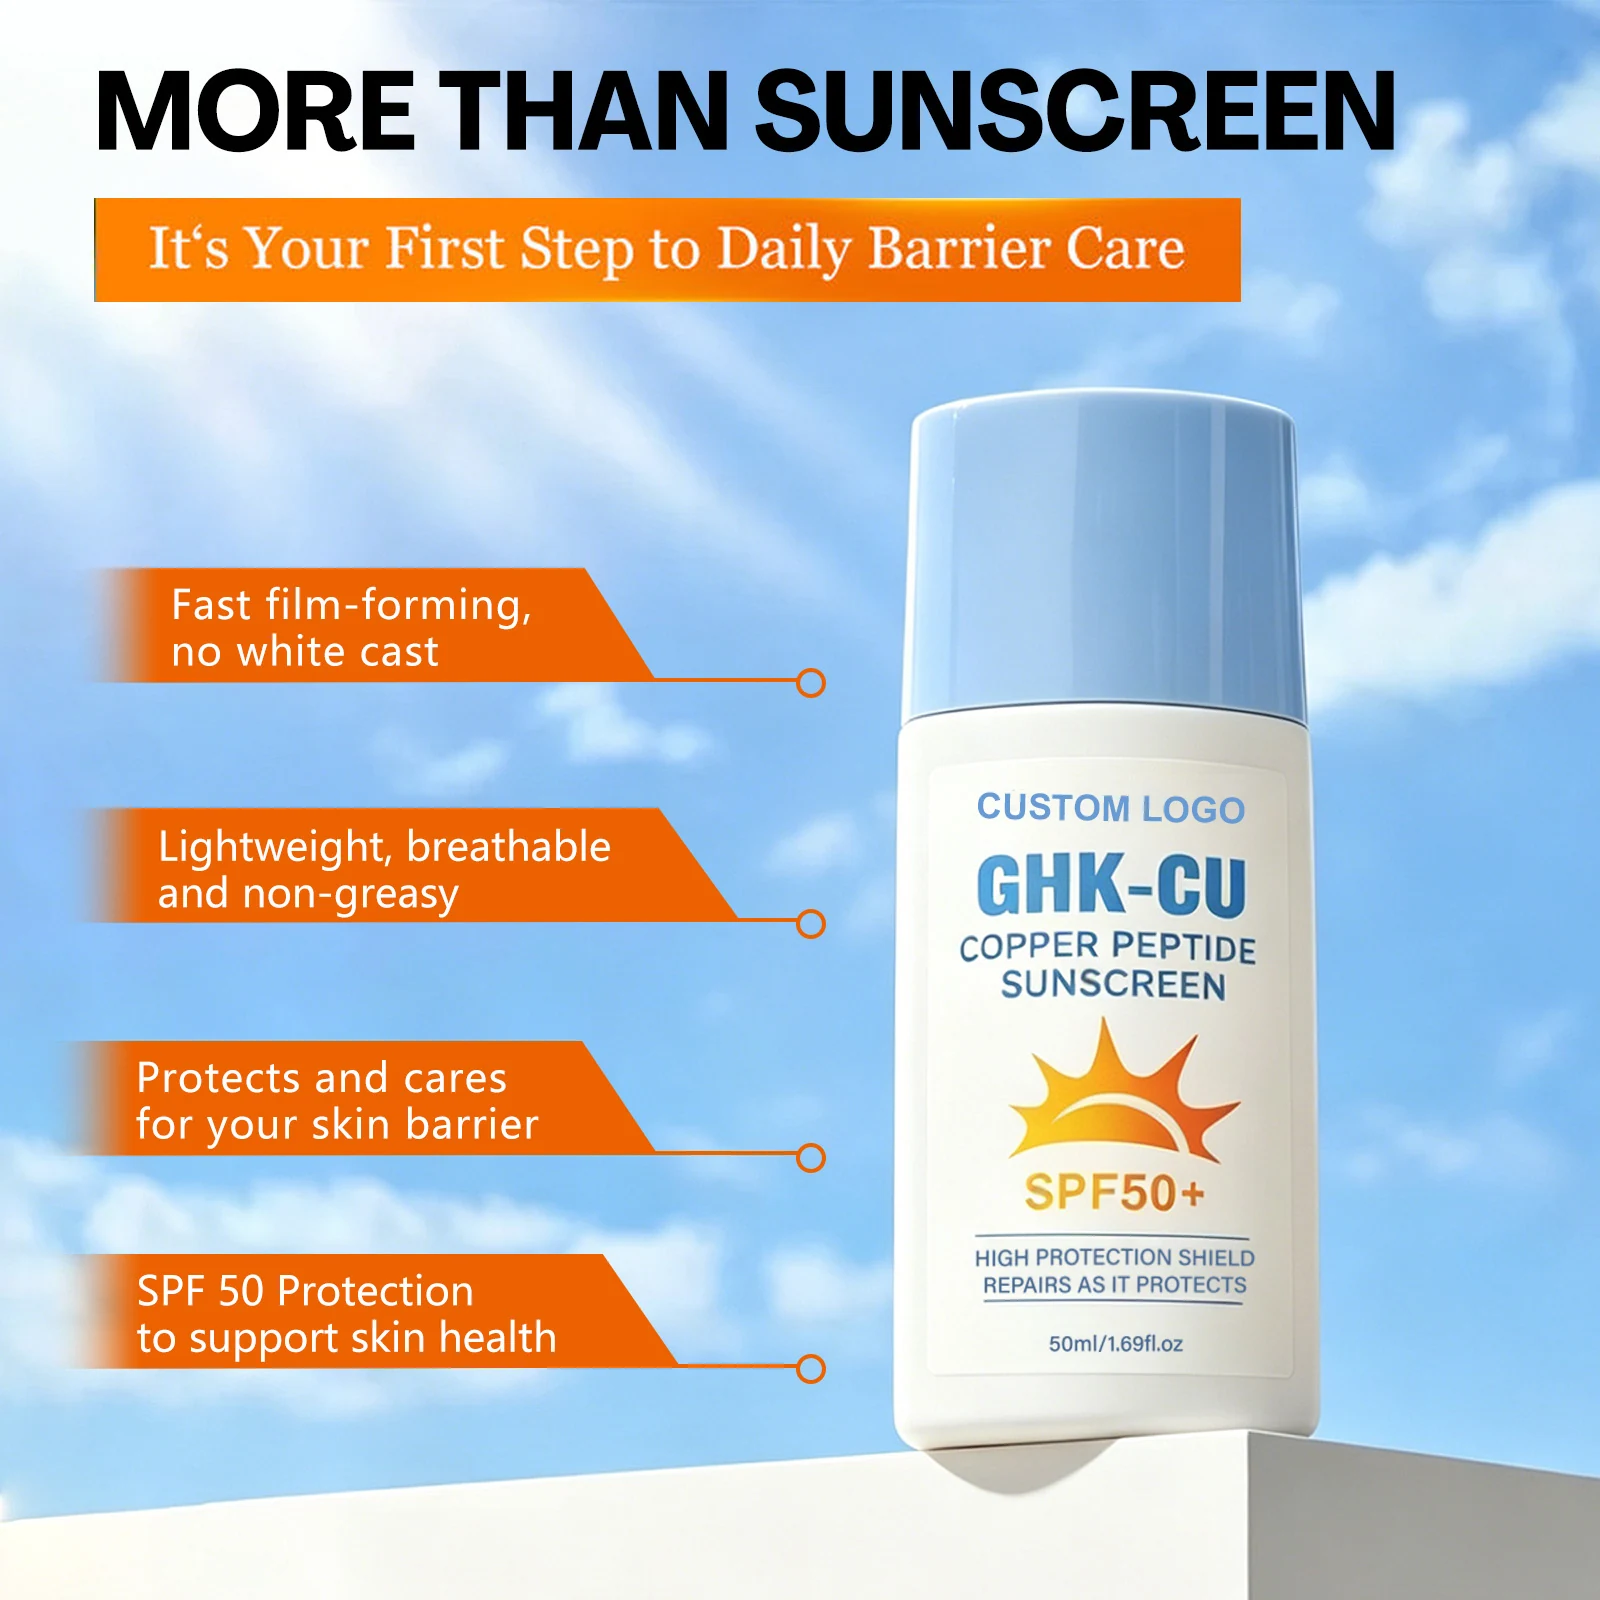 MORE THAN SUNSCREEN
It‘s Your First Step to Daily Barrier Care
Fast film-forming,
no white cast
Lightweight, breathable
and non-greasy
Protects and cares
for your skin barrier
SPF 50 Protection
to support skin health
CUSTOM LOGO
GHK-CU
COPPER PEPTIDE
SUNSCREEN
SPF50+
HIGH PROTECTION SHIELD
REPAIRS AS IT PROTECTS
50ml/1.69fl.oz